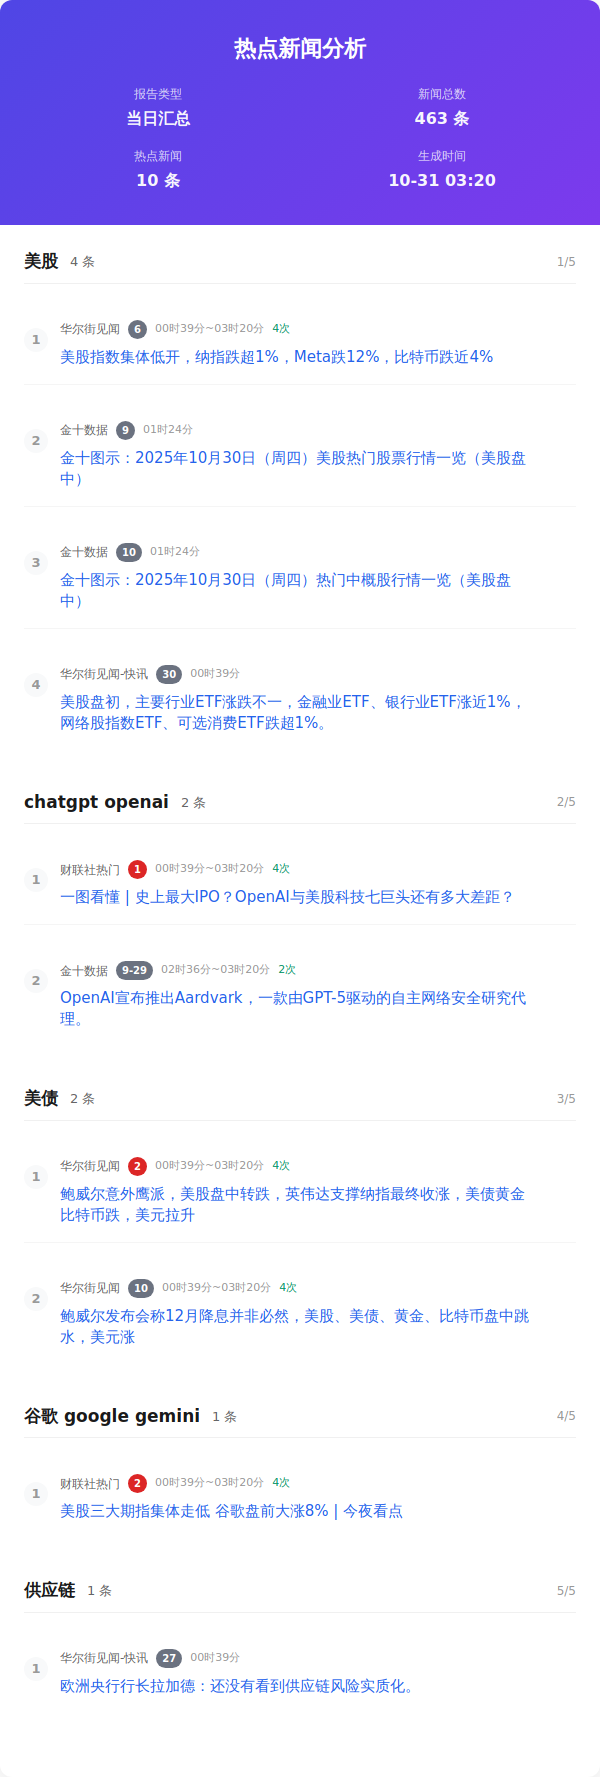 热点新闻分析
报告类型
当日汇总
新闻总数
463 条
热点新闻
10 条
生成时间
10-31 03:20
美股 4 条 1/5
1
华尔街见闻 6 00时39分~03时20分 4次
美股指数集体低开，纳指跌超1%，Meta跌12%，比特币跌近4%
2
金十数据 9 01时24分
金十图示：2025年10月30日（周四）美股热门股票行情一览（美股盘
中）
3
金十数据 10 01时24分
金十图示：2025年10月30日（周四）热门中概股行情一览（美股盘
中）
4
华尔街见闻-快讯 30 00时39分
美股盘初，主要行业ETF涨跌不一，金融业ETF、银行业ETF涨近1%，
网络股指数ETF、可选消费ETF跌超1%。
chatgpt openai 2 条 2/5
1
财联社热门 1 00时39分~03时20分 4次
一图看懂 | 史上最大IPO？OpenAI与美股科技七巨头还有多大差距？
2
金十数据 9-29 02时36分~03时20分 2次
OpenAI宣布推出Aardvark，一款由GPT-5驱动的自主网络安全研究代
理。
美债 2 条 3/5
1
华尔街见闻 2 00时39分~03时20分 4次
鲍威尔意外鹰派，美股盘中转跌，英伟达支撑纳指最终收涨，美债黄金
比特币跌，美元拉升
2
华尔街见闻 10 00时39分~03时20分 4次
鲍威尔发布会称12月降息并非必然，美股、美债、黄金、比特币盘中跳
水，美元涨
谷歌 google gemini 1 条 4/5
1
财联社热门 2 00时39分~03时20分 4次
美股三大期指集体走低 谷歌盘前大涨8% | 今夜看点
供应链 1 条 5/5
1
华尔街见闻-快讯 27 00时39分
欧洲央行行长拉加德：还没有看到供应链风险实质化。